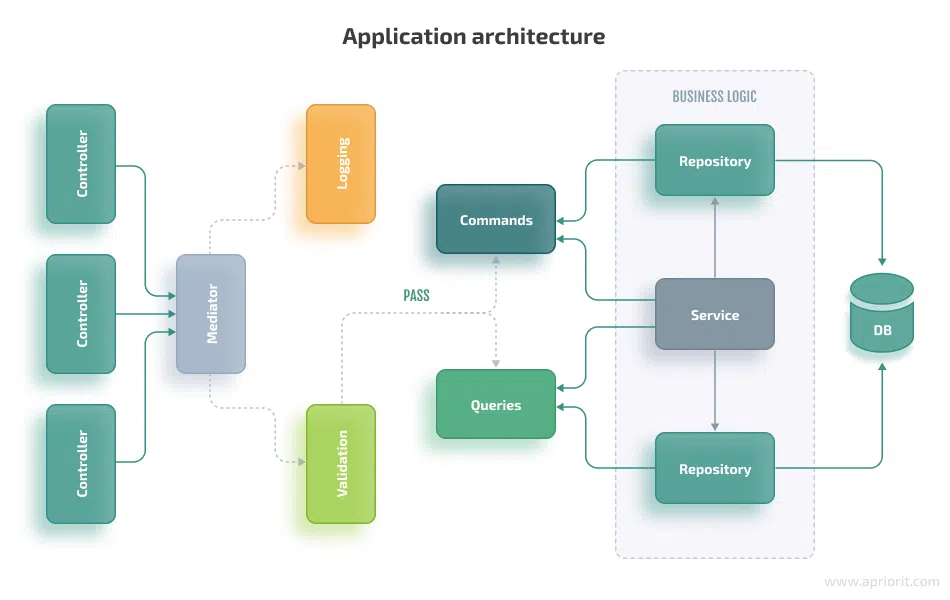 Application architecture
BUSINESS LOGIC
Controller
Controller
Controller
Mediator
Logging
Validation
PASS
Commands
Queries
Repository
Service
Repository
DB
www.apriorit.com